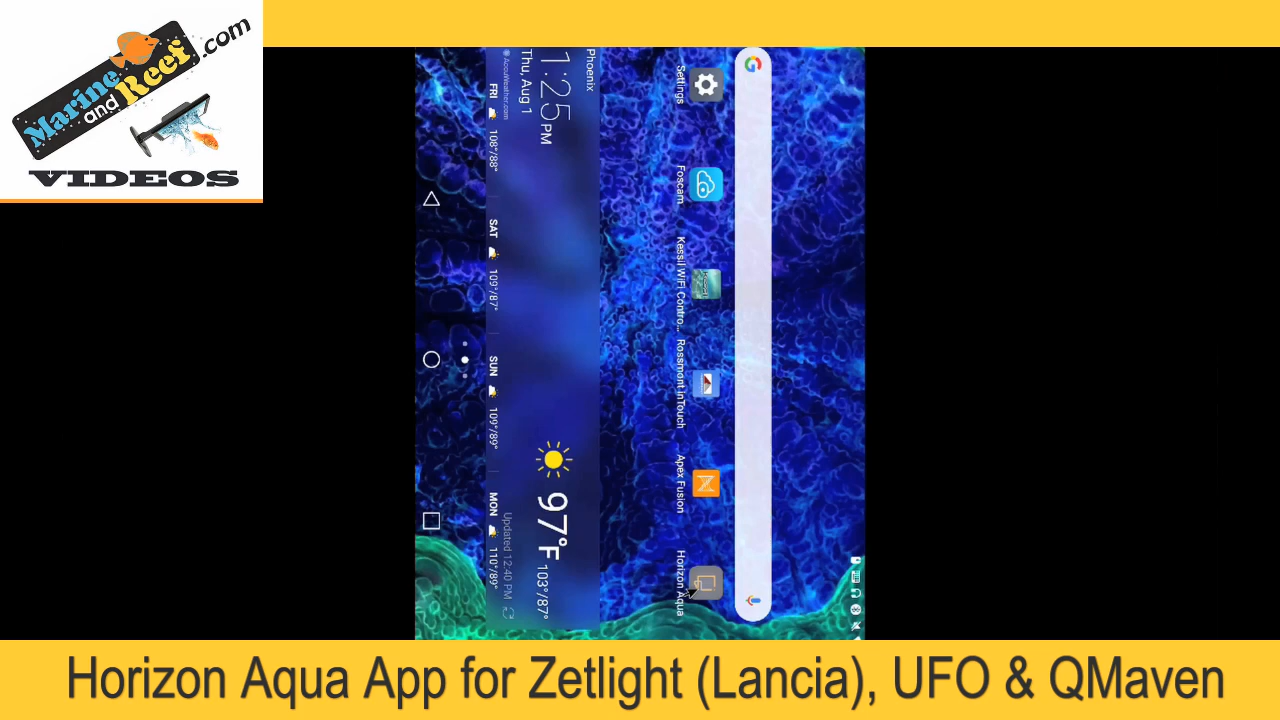 Marine
and Reef
.com
VIDEOS
Settings
Foscam
Kessil WiFi Contro...
Rossmont InTouch
Apex Fusion
Horizon Aqua
Phoenix
1:25 PM
Thu, Aug 1
97°F
103°/87°
AccuWeather.com
Updated 12:40 PM
FRI 108°/88°
SAT 109°/87°
SUN 109°/89°
MON 110°/89°
Horizon Aqua App for Zetlight (Lancia), UFO & QMaven